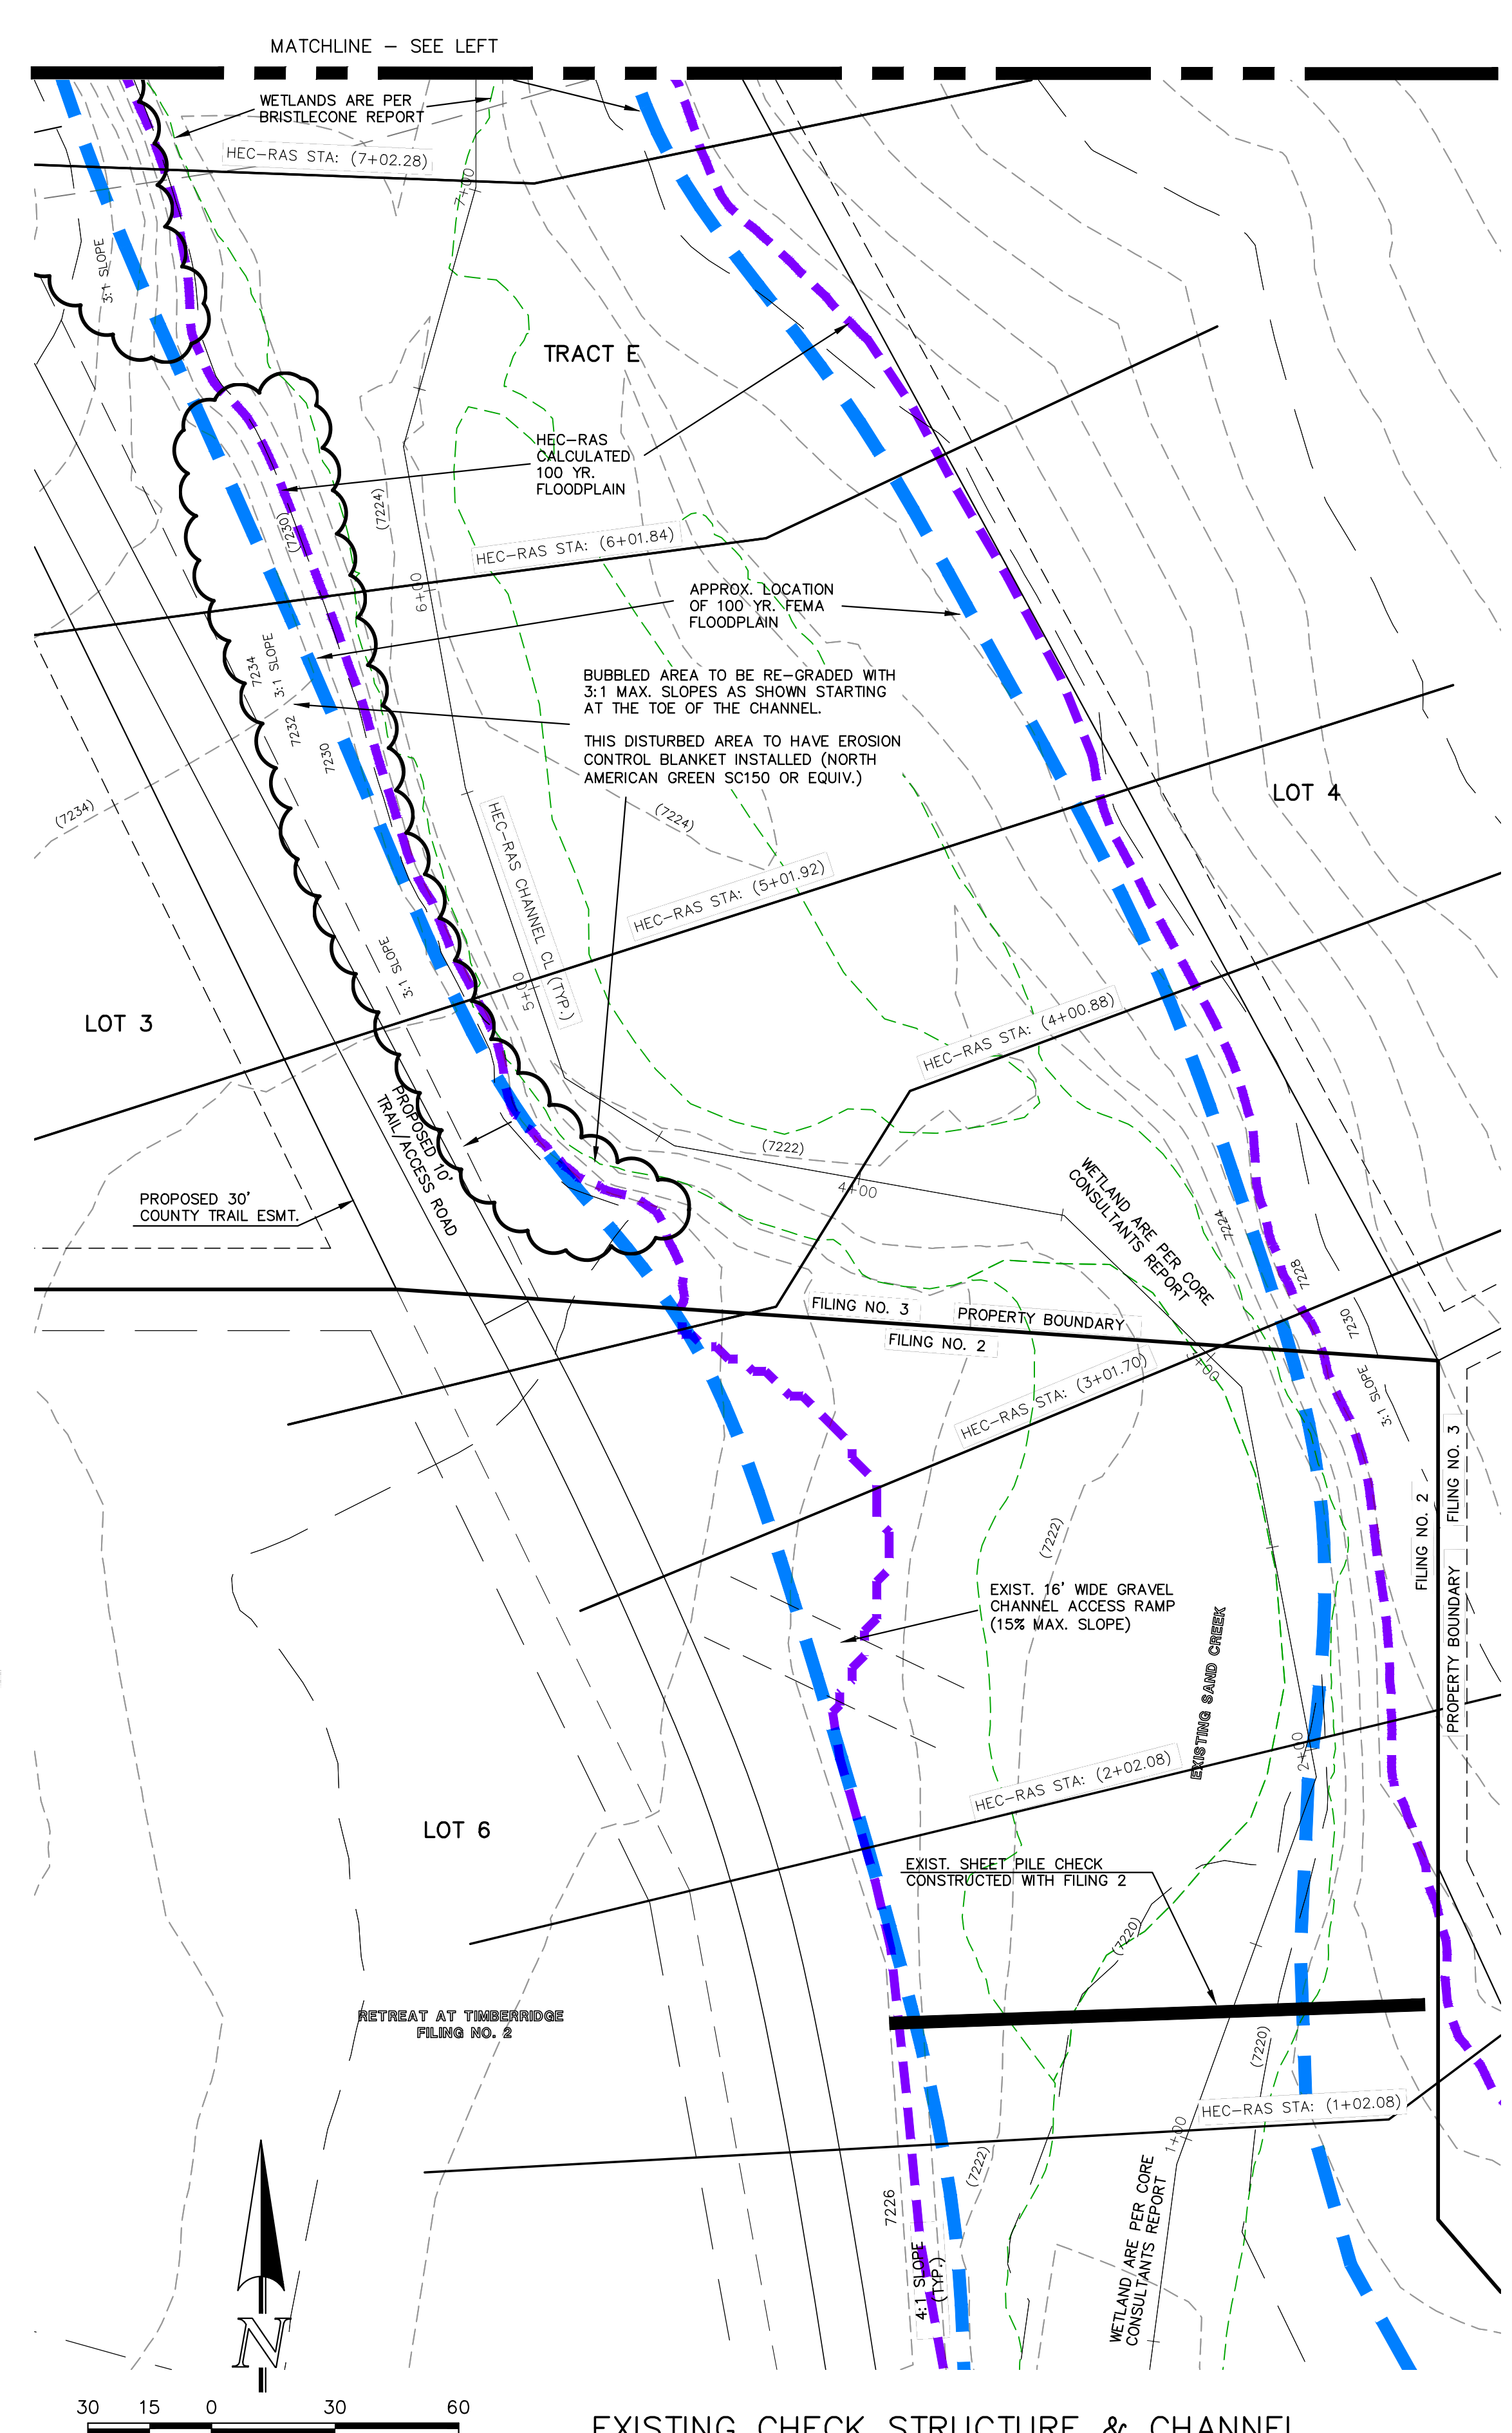 MATCHLINE – SEE LEFT
WETLANDS ARE PER
BRISTLECONE REPORT
HEC–RAS STA: (7+02.28)
7+00
3:1 SLOPE
TRACT E
HEC–RAS
CALCULATED
100 YR.
FLOODPLAIN
(7230)
(7224)
HEC–RAS STA: (6+01.84)
6+00
APPROX. LOCATION
OF 100 YR. FEMA
FLOODPLAIN
7234
3:1 SLOPE
7232
7230
BUBBLED AREA TO BE RE–GRADED WITH
3:1 MAX. SLOPES AS SHOWN STARTING
AT THE TOE OF THE CHANNEL.
THIS DISTURBED AREA TO HAVE EROSION
CONTROL BLANKET INSTALLED (NORTH
AMERICAN GREEN SC150 OR EQUIV.)
LOT 4
(7234)
(7224)
HEC–RAS CHANNEL CL (TYP.)
HEC–RAS STA: (5+01.92)
3:1 SLOPE
5+00
LOT 3
HEC–RAS STA: (4+00.88)
PROPOSED 10'
TRAIL/ACCESS ROAD
(7222)
4+00
WETLAND ARE PER CORE
CONSULTANTS REPORT
PROPOSED 30'
COUNTY TRAIL ESMT.
7224
7228
7230
3:1 SLOPE
FILING NO. 3
PROPERTY BOUNDARY
FILING NO. 2
HEC–RAS STA: (3+01.70)
3+00
FILING NO. 2
PROPERTY BOUNDARY
FILING NO. 3
(7222)
EXIST. 16' WIDE GRAVEL
CHANNEL ACCESS RAMP
(15% MAX. SLOPE)
EXISTING SAND CREEK
2+00
HEC–RAS STA: (2+02.08)
LOT 6
EXIST. SHEET PILE CHECK
CONSTRUCTED WITH FILING 2
(7220)
RETREAT AT TIMBERRIDGE
FILING NO. 2
(7220)
HEC–RAS STA: (1+02.08)
1+00
(7222)
7226
4:1 SLOPE
(TYP.)
WETLAND ARE PER CORE
CONSULTANTS REPORT
N
30 15 0 30 60
EXISTING CHECK STRUCTURE & CHANNEL